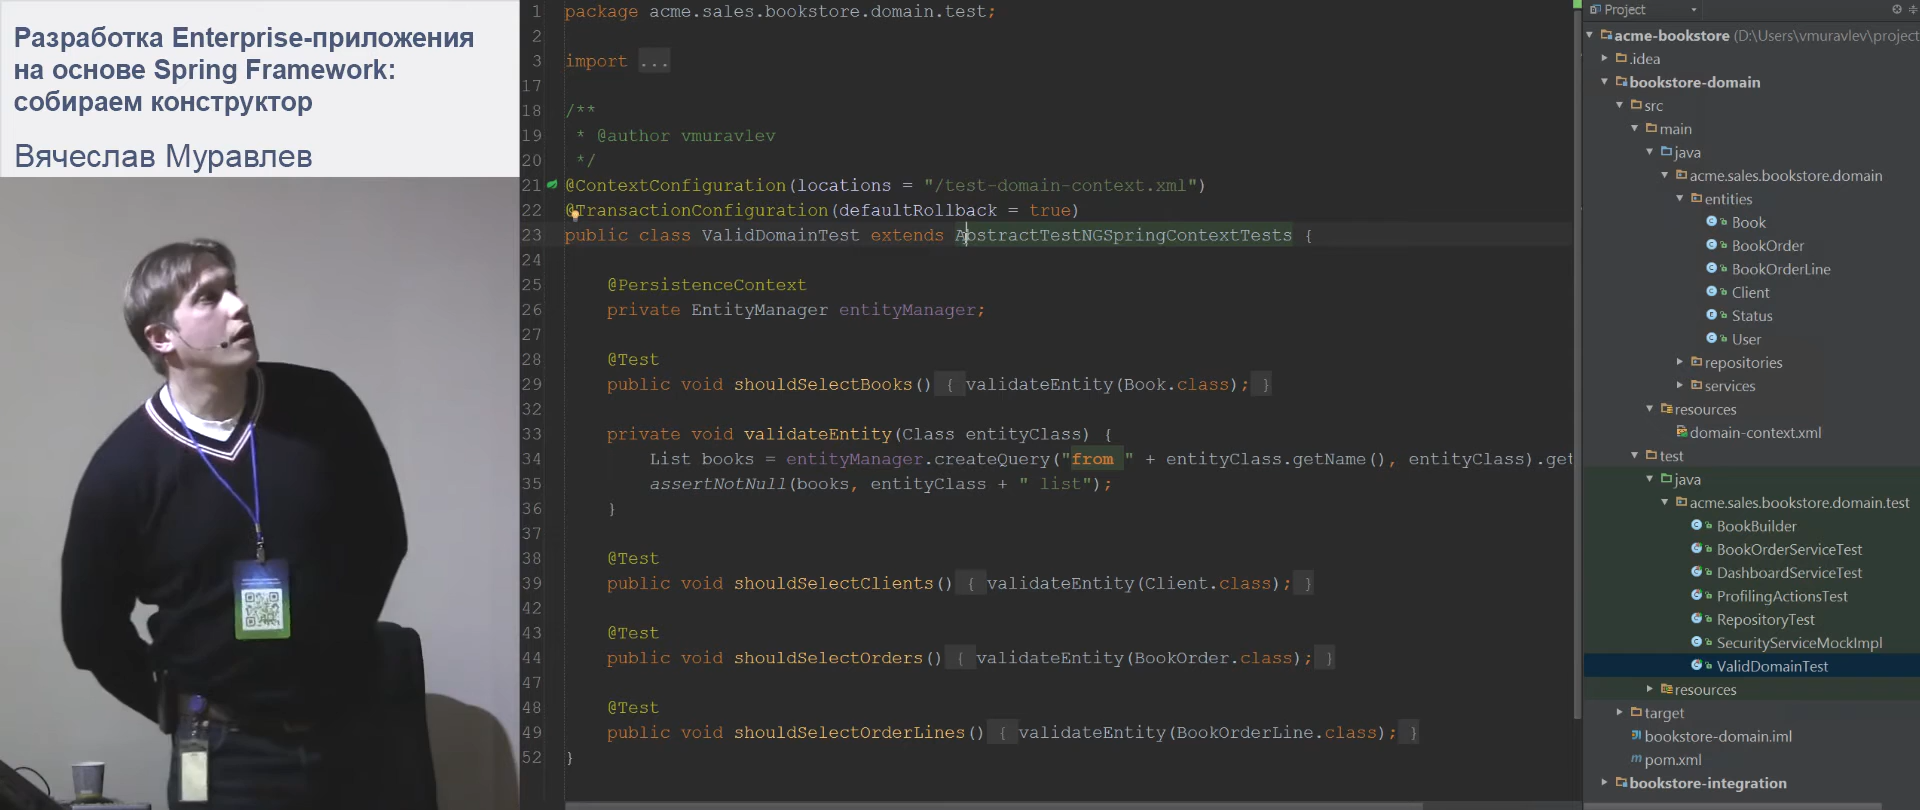 Разработка Enterprise-приложения
на основе Spring Framework:
собираем конструктор
Вячеслав Муравлев
1 package acme.sales.bookstore.domain.test;
2
3 import ...
17
18 /**
19 * @author vmuravlev
20 */
21 @ContextConfiguration(locations = "/test-domain-context.xml")
22 @TransactionConfiguration(defaultRollback = true)
23 public class ValidDomainTest extends AbstractTestNGSpringContextTests {
24
25 @PersistenceContext
26 private EntityManager entityManager;
27
28 @Test
29 public void shouldSelectBooks() { validateEntity(Book.class); }
32
33 private void validateEntity(Class entityClass) {
34 List books = entityManager.createQuery("from " + entityClass.getName(), entityClass).get
35 assertNotNull(books, entityClass + " list");
36 }
37
38 @Test
39 public void shouldSelectClients() { validateEntity(Client.class); }
42
43 @Test
44 public void shouldSelectOrders() { validateEntity(BookOrder.class); }
47
48 @Test
49 public void shouldSelectOrderLines() { validateEntity(BookOrderLine.class); }
52 }
Project
acme-bookstore (D:\Users\vmuravlev\project
.idea
bookstore-domain
src
main
java
acme.sales.bookstore.domain
entities
Book
BookOrder
BookOrderLine
Client
Status
User
repositories
services
resources
domain-context.xml
test
java
acme.sales.bookstore.domain.test
BookBuilder
BookOrderServiceTest
DashboardServiceTest
ProfilingActionsTest
RepositoryTest
SecurityServiceMockImpl
ValidDomainTest
resources
target
bookstore-domain.iml
pom.xml
bookstore-integration